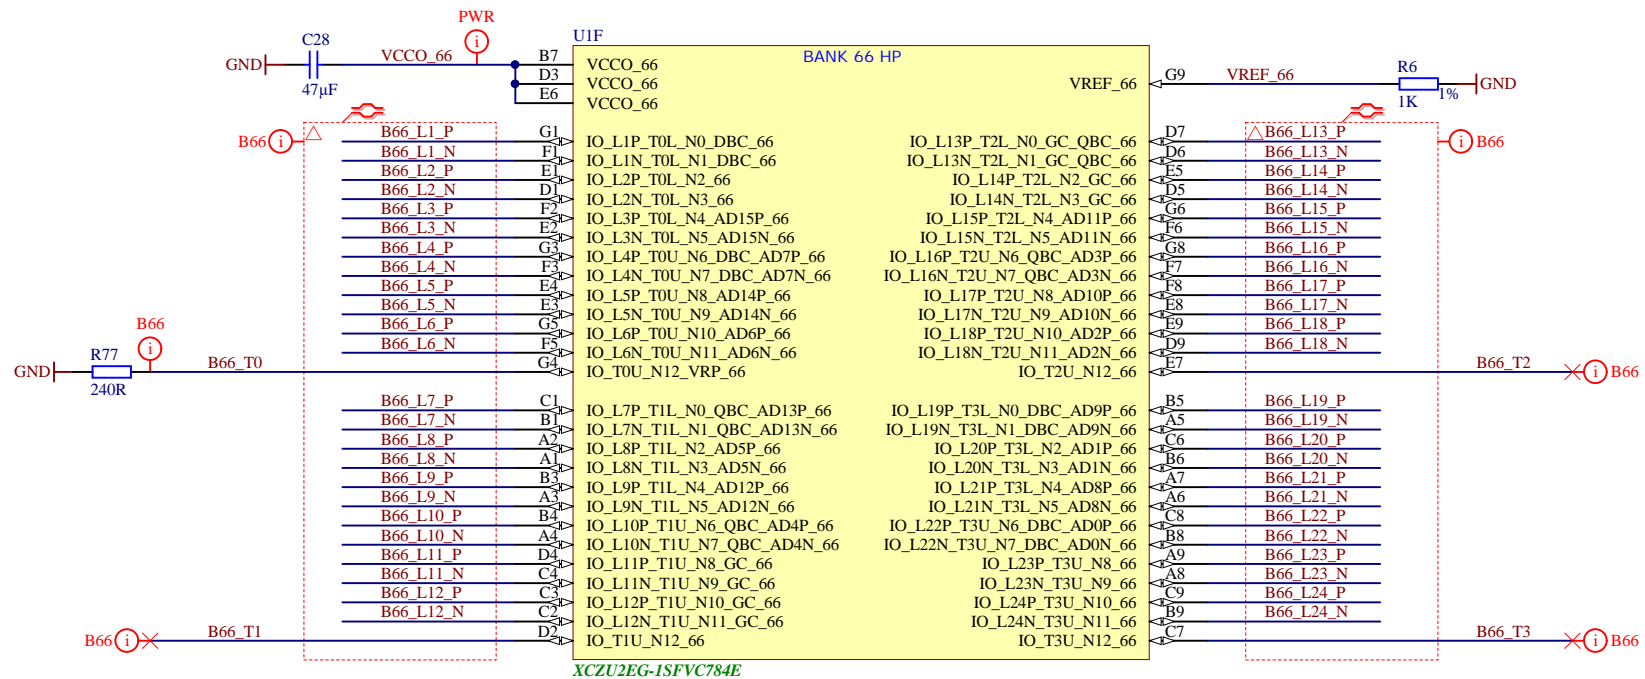 PWR
i
U1F
C28
GND
VCCO_66
47µF
B7
VCCO_66
D3
VCCO_66
E6
VCCO_66
BANK 66 HP
VREF_66
G9
VREF_66
R6
GND
1K
1%
B66
i
i
B66
B66_L1_P G1 IO_L1P_T0L_N0_DBC_66
B66_L1_N F1 IO_L1N_T0L_N1_DBC_66
B66_L2_P E1 IO_L2P_T0L_N2_66
B66_L2_N D1 IO_L2N_T0L_N3_66
B66_L3_P F2 IO_L3P_T0L_N4_AD15P_66
B66_L3_N E2 IO_L3N_T0L_N5_AD15N_66
B66_L4_P G3 IO_L4P_T0U_N6_DBC_AD7P_66
B66_L4_N F3 IO_L4N_T0U_N7_DBC_AD7N_66
B66_L5_P E4 IO_L5P_T0U_N8_AD14P_66
B66_L5_N E3 IO_L5N_T0U_N9_AD14N_66
B66_L6_P G5 IO_L6P_T0U_N10_AD6P_66
B66_L6_N F5 IO_L6N_T0U_N11_AD6N_66
B66
i
R77
GND
240R
B66_T0 G4 IO_T0U_N12_VRP_66
B66_L7_P C1 IO_L7P_T1L_N0_QBC_AD13P_66
B66_L7_N B1 IO_L7N_T1L_N1_QBC_AD13N_66
B66_L8_P A2 IO_L8P_T1L_N2_AD5P_66
B66_L8_N A1 IO_L8N_T1L_N3_AD5N_66
B66_L9_P B3 IO_L9P_T1L_N4_AD12P_66
B66_L9_N A3 IO_L9N_T1L_N5_AD12N_66
B66_L10_P B4 IO_L10P_T1U_N6_QBC_AD4P_66
B66_L10_N A4 IO_L10N_T1U_N7_QBC_AD4N_66
B66_L11_P D4 IO_L11P_T1U_N8_GC_66
B66_L11_N C4 IO_L11N_T1U_N9_GC_66
B66_L12_P C3 IO_L12P_T1U_N10_GC_66
B66_L12_N C2 IO_L12N_T1U_N11_GC_66
B66 i B66_T1 D2 IO_T1U_N12_66
IO_L13P_T2L_N0_GC_QBC_66 D7 B66_L13_P
IO_L13N_T2L_N1_GC_QBC_66 D6 B66_L13_N
IO_L14P_T2L_N2_GC_66 E5 B66_L14_P
IO_L14N_T2L_N3_GC_66 D5 B66_L14_N
IO_L15P_T2L_N4_AD11P_66 G6 B66_L15_P
IO_L15N_T2L_N5_AD11N_66 F6 B66_L15_N
IO_L16P_T2U_N6_QBC_AD3P_66 G8 B66_L16_P
IO_L16N_T2U_N7_QBC_AD3N_66 F7 B66_L16_N
IO_L17P_T2U_N8_AD10P_66 F8 B66_L17_P
IO_L17N_T2U_N9_AD10N_66 E8 B66_L17_N
IO_L18P_T2U_N10_AD2P_66 E9 B66_L18_P
IO_L18N_T2U_N11_AD2N_66 D9 B66_L18_N
IO_T2U_N12_66 E7 B66_T2 i B66
IO_L19P_T3L_N0_DBC_AD9P_66 B5 B66_L19_P
IO_L19N_T3L_N1_DBC_AD9N_66 A5 B66_L19_N
IO_L20P_T3L_N2_AD1P_66 C6 B66_L20_P
IO_L20N_T3L_N3_AD1N_66 B6 B66_L20_N
IO_L21P_T3L_N4_AD8P_66 A7 B66_L21_P
IO_L21N_T3L_N5_AD8N_66 A6 B66_L21_N
IO_L22P_T3U_N6_DBC_AD0P_66 C8 B66_L22_P
IO_L22N_T3U_N7_DBC_AD0N_66 B8 B66_L22_N
IO_L23P_T3U_N8_66 A9 B66_L23_P
IO_L23N_T3U_N9_66 A8 B66_L23_N
IO_L24P_T3U_N10_66 C9 B66_L24_P
IO_L24N_T3U_N11_66 B9 B66_L24_N
IO_T3U_N12_66 C7 B66_T3 i B66
XCZU2EG-1SFVC784E